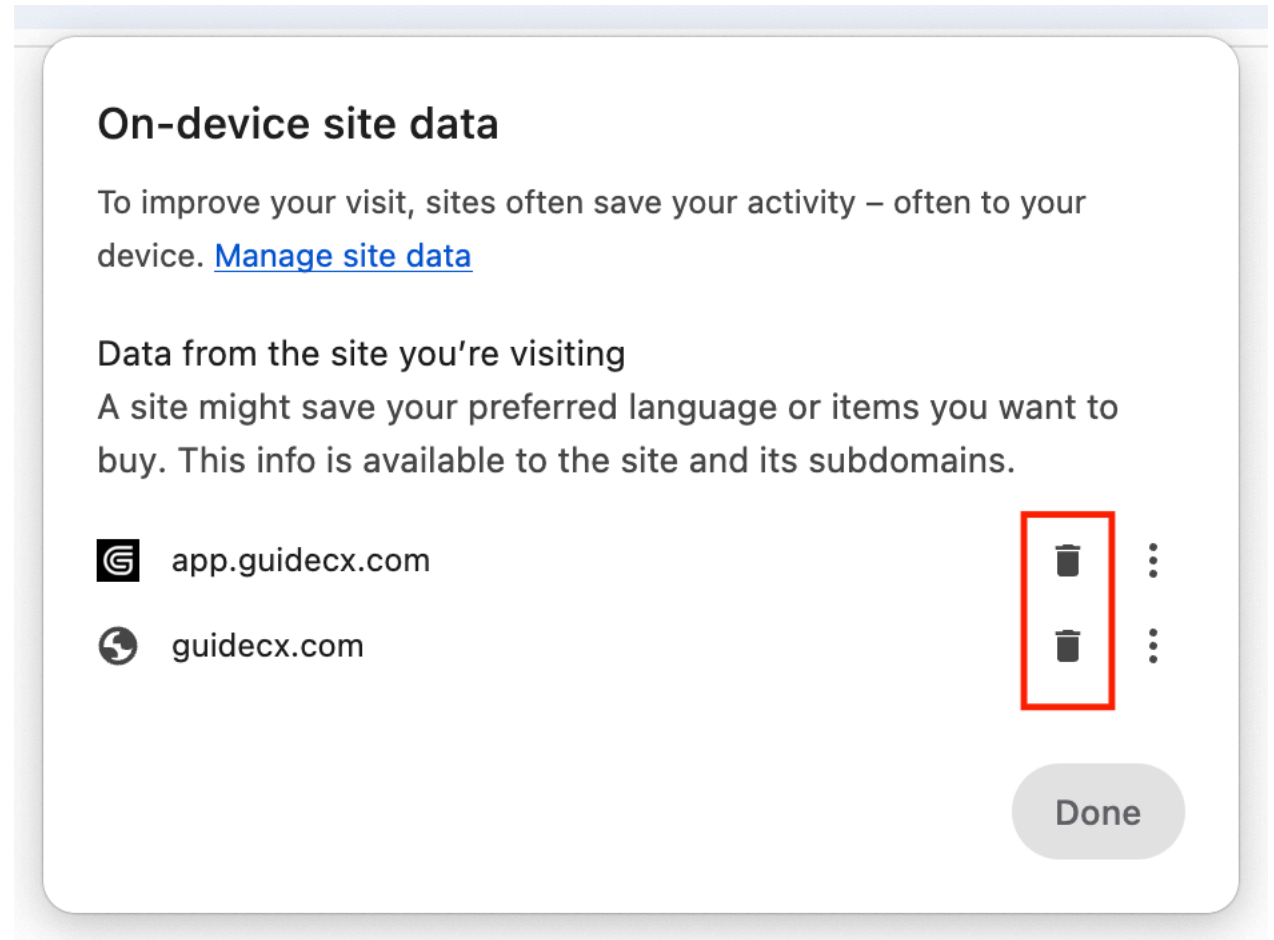 On-device site data
To improve your visit, sites often save your activity – often to your
device. Manage site data
Data from the site you’re visiting
A site might save your preferred language or items you want to
buy. This info is available to the site and its subdomains.
app.guidecx.com
guidecx.com
Done